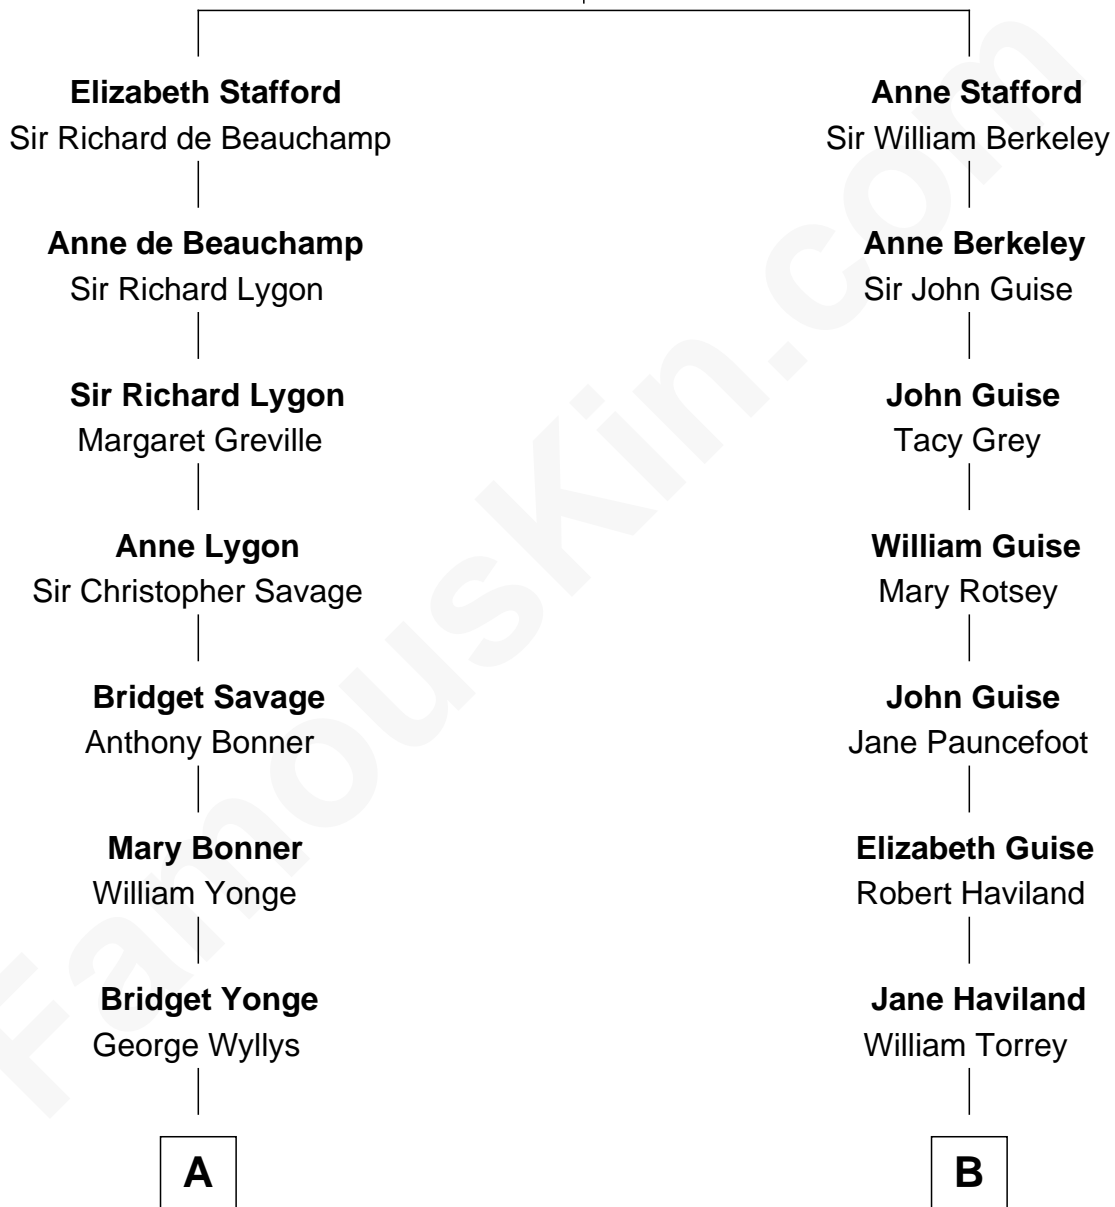 Elizabeth Stafford
Sir Richard de Beauchamp
Anne de Beauchamp
Sir Richard Lygon
Sir Richard Lygon
Margaret Greville
Anne Lygon
Sir Christopher Savage
Bridget Savage
Anthony Bonner
Mary Bonner
William Yonge
Bridget Yonge
George Wyllys
A
Anne Stafford
Sir William Berkeley
Anne Berkeley
Sir John Guise
John Guise
Tacy Grey
William Guise
Mary Rotsey
John Guise
Jane Pauncefoot
Elizabeth Guise
Robert Haviland
Jane Haviland
William Torrey
B
FamousKin.com